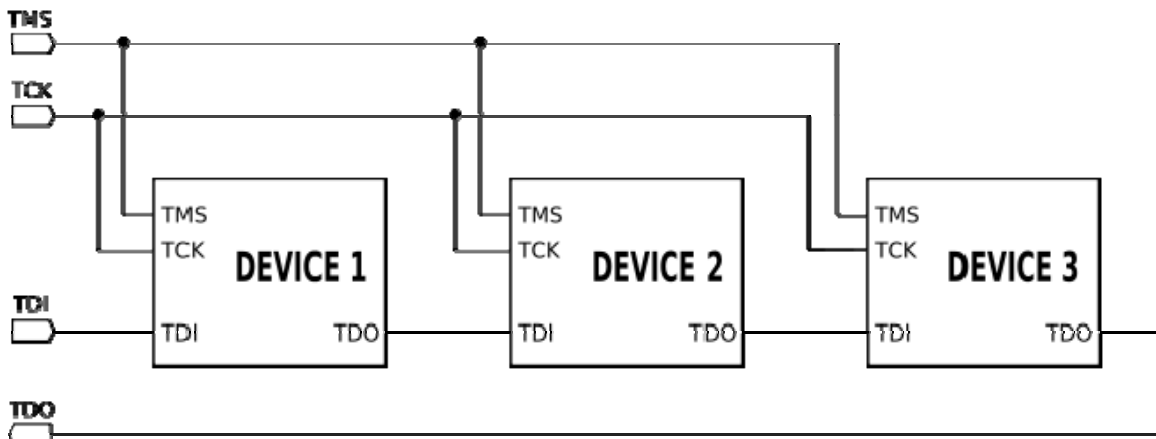 TMS
TCK
TMS
TCK
DEVICE 1
TDI
TDO
TMS
TCK
DEVICE 2
TDI
TDO
TMS
TCK
DEVICE 3
TDI
TDO
TDI
TDO